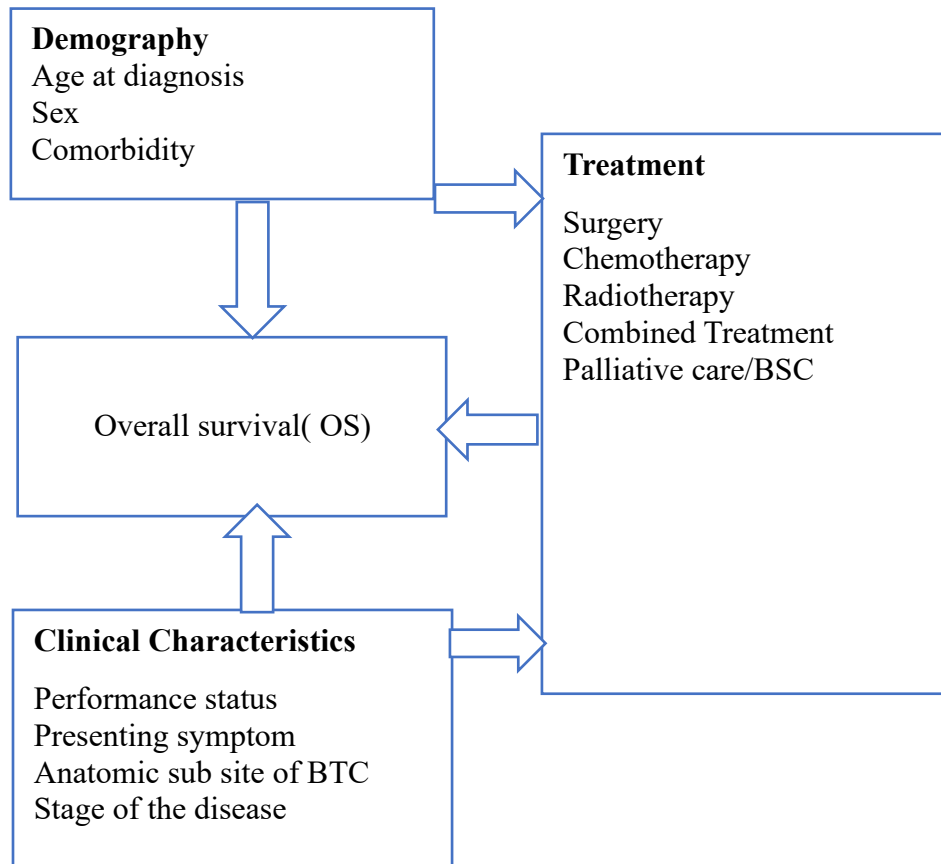 Demography
Age at diagnosis
Sex
Comorbidity
Treatment
Surgery
Chemotherapy
Radiotherapy
Combined Treatment
Palliative care/BSC
Overall survival( OS)
Clinical Characteristics
Performance status
Presenting symptom
Anatomic sub site of BTC
Stage of the disease